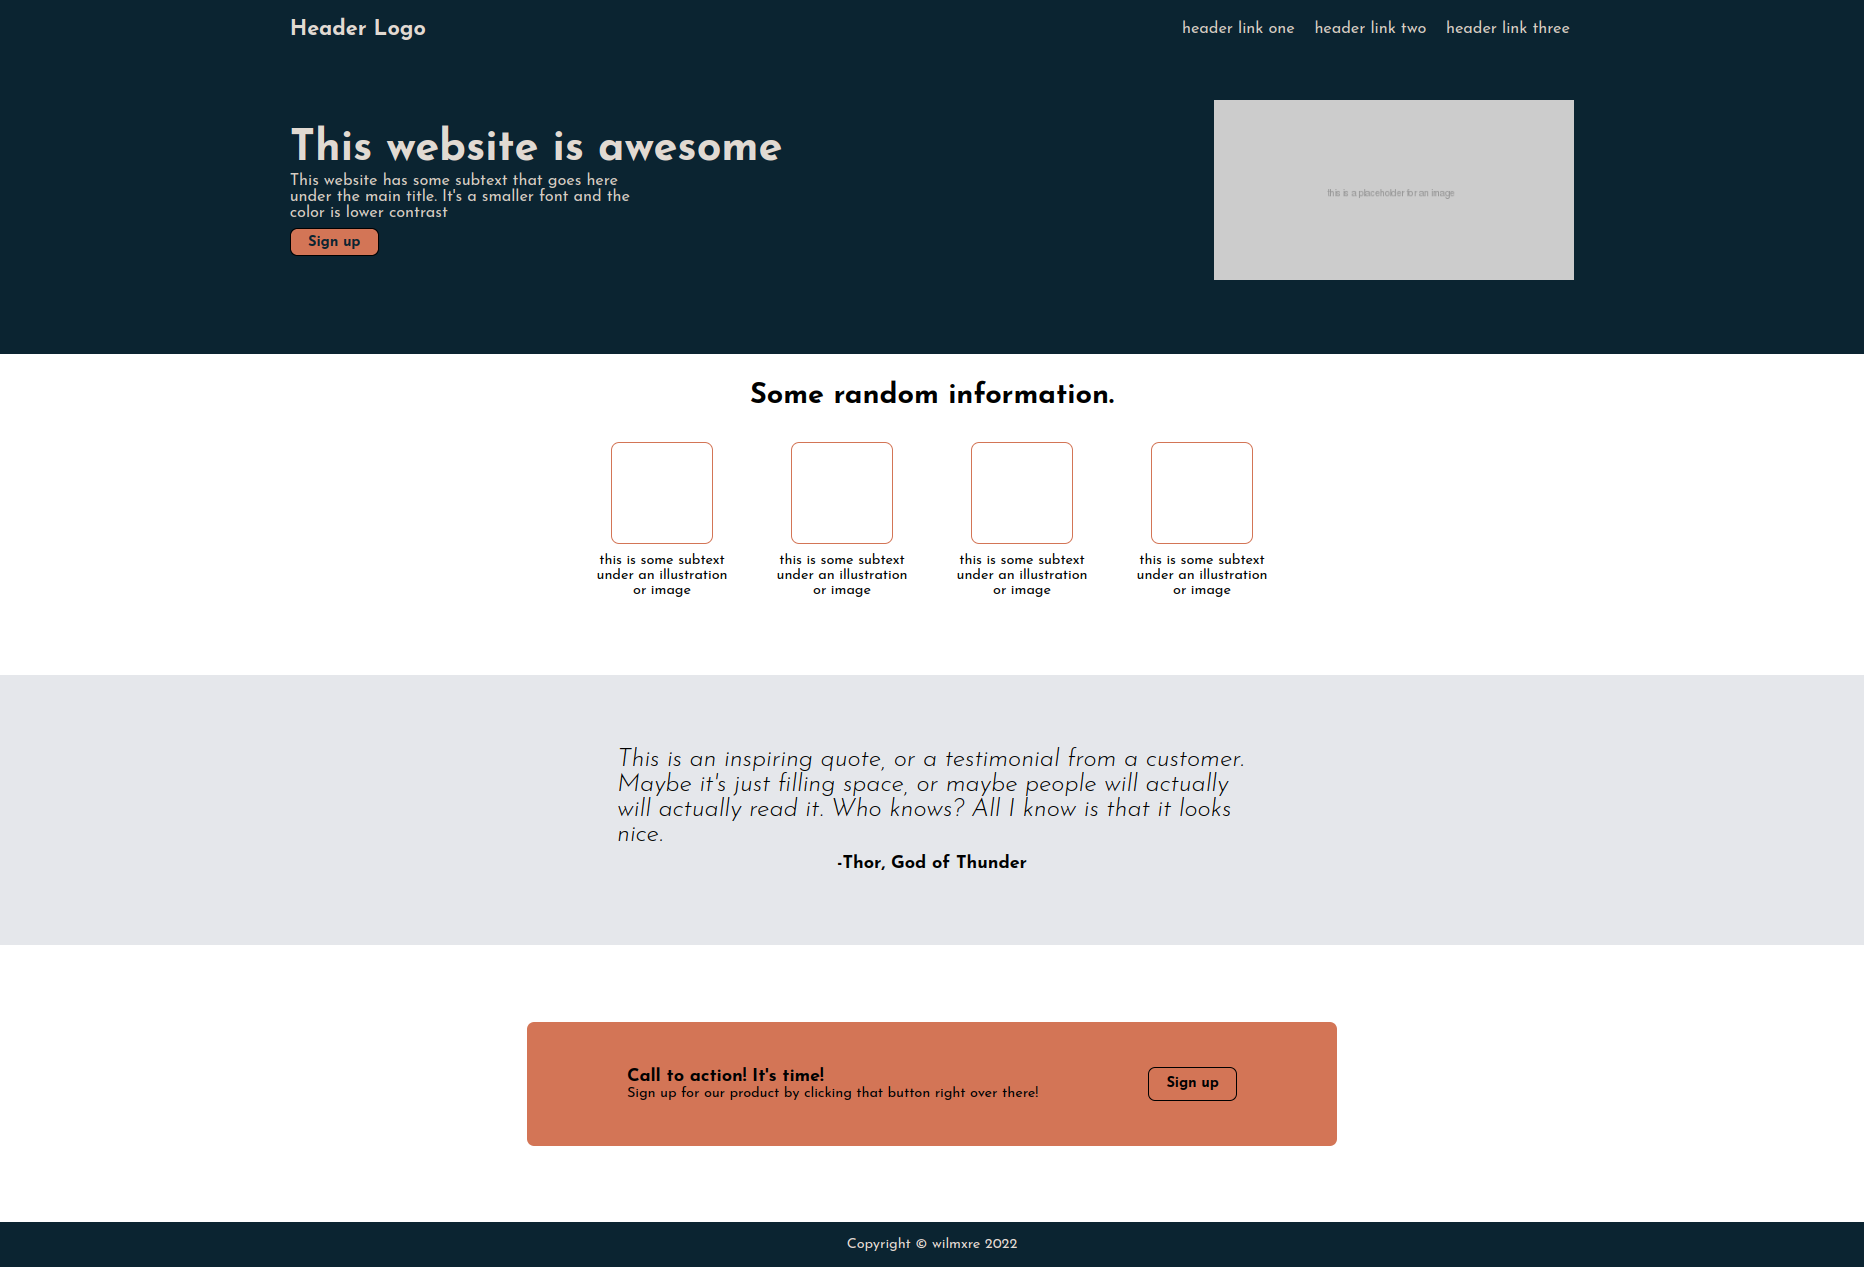 Header Logo
header link one
header link two
header link three
This website is awesome
This website has some subtext that goes here
under the main title. It's a smaller font and the
color is lower contrast
Sign up
this is a placeholder for an image
Some random information.
this is some subtext
under an illustration
or image
this is some subtext
under an illustration
or image
this is some subtext
under an illustration
or image
this is some subtext
under an illustration
or image
This is an inspiring quote, or a testimonial from a customer.
Maybe it's just filling space, or maybe people will actually
will actually read it. Who knows? All I know is that it looks
nice.
-Thor, God of Thunder
Call to action! It's time!
Sign up for our product by clicking that button right over there!
Sign up
Copyright © wilmxre 2022